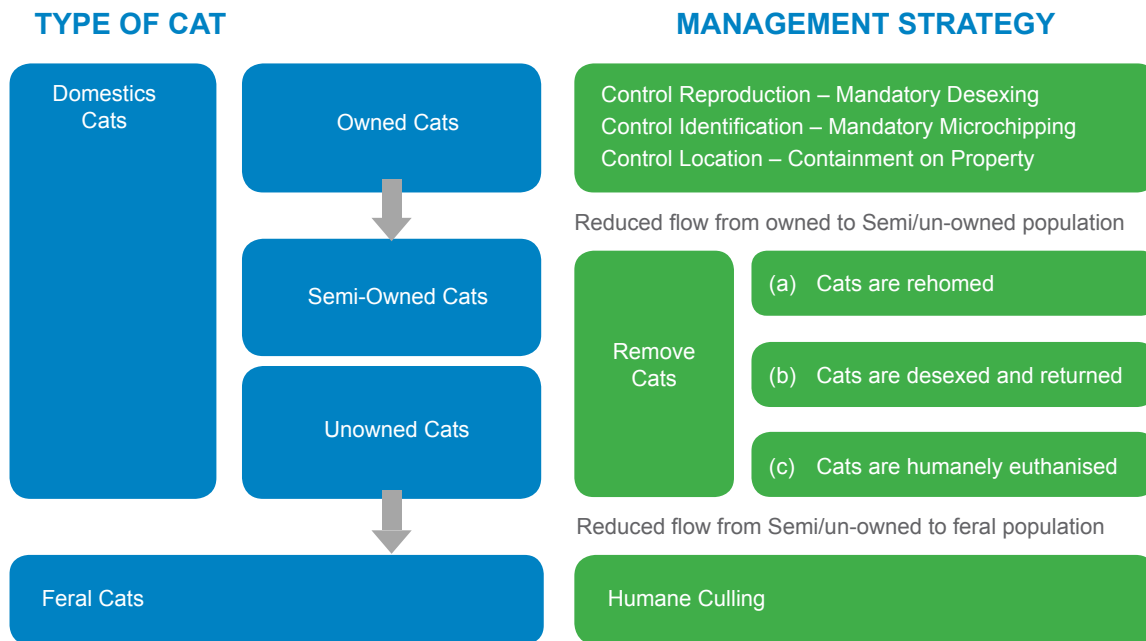 TYPE OF CAT
MANAGEMENT STRATEGY
Domestics
Cats
Owned Cats
Control Reproduction – Mandatory Desexing
Control Identification – Mandatory Microchipping
Control Location – Containment on Property
Reduced flow from owned to Semi/un-owned population
Semi-Owned Cats
Unowned Cats
Remove
Cats
(a) Cats are rehomed
(b) Cats are desexed and returned
(c) Cats are humanely euthanised
Reduced flow from Semi/un-owned to feral population
Feral Cats
Humane Culling